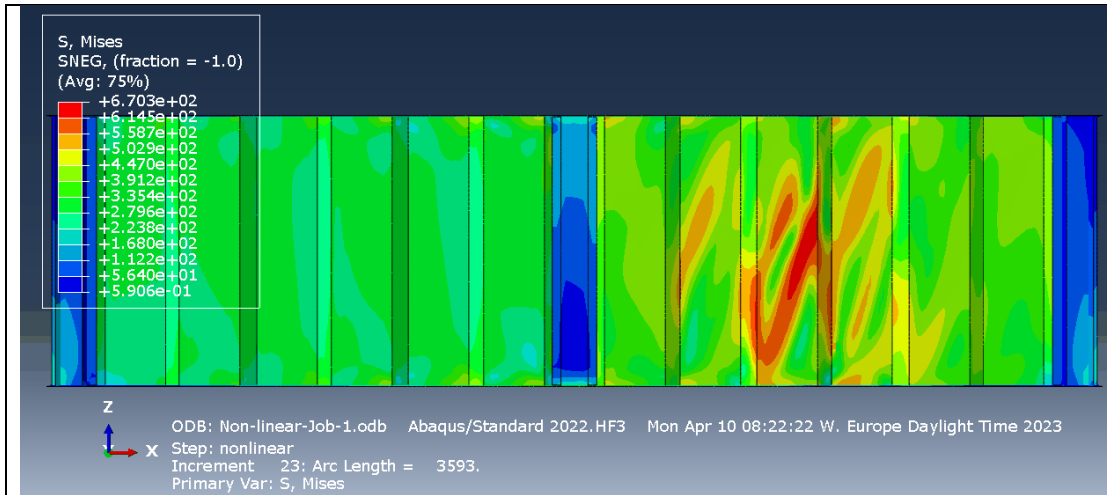 S, Mises
SNEG, (fraction = -1.0)
(Avg: 75%)
+6.703e+02
+6.145e+02
+5.587e+02
+5.029e+02
+4.470e+02
+3.912e+02
+3.354e+02
+2.796e+02
+2.238e+02
+1.680e+02
+1.122e+02
+5.640e+01
+5.906e-01
Z
Y
X
ODB: Non-linear-Job-1.odb Abaqus/Standard 2022.HF3 Mon Apr 10 08:22:22 W. Europe Daylight Time 2023
Step: nonlinear
Increment 23: Arc Length = 3593.
Primary Var: S, Mises